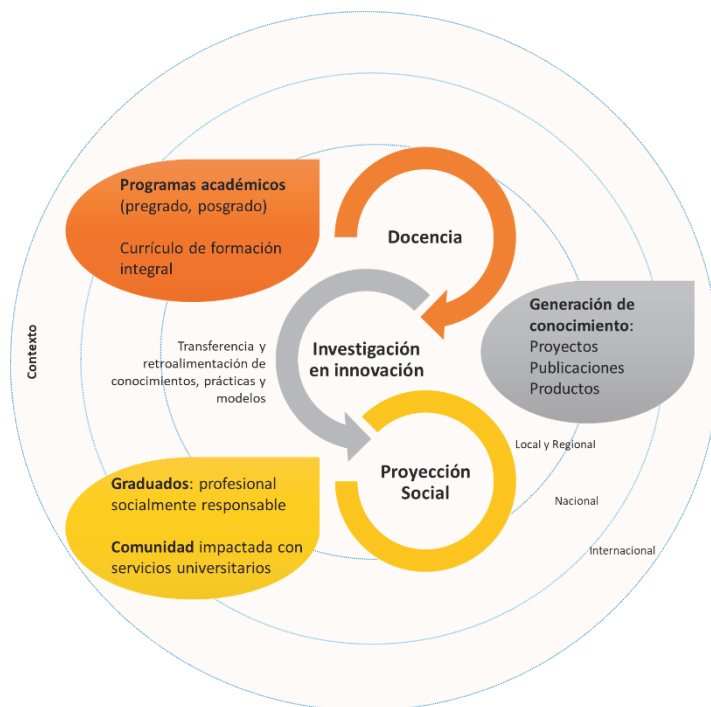 Programas académicos
(pregrado, posgrado)
Currículo de formación
integral
Docencia
Generación de
conocimiento:
Proyectos
Publicaciones
Productos
Contexto
Transferencia y
retroalimentación de
conocimientos, prácticas y
modelos
Investigación
en innovación
Local y Regional
Graduados: profesional
socialmente responsable
Comunidad impactada con
servicios universitarios
Proyección
Social
Nacional
Internacional